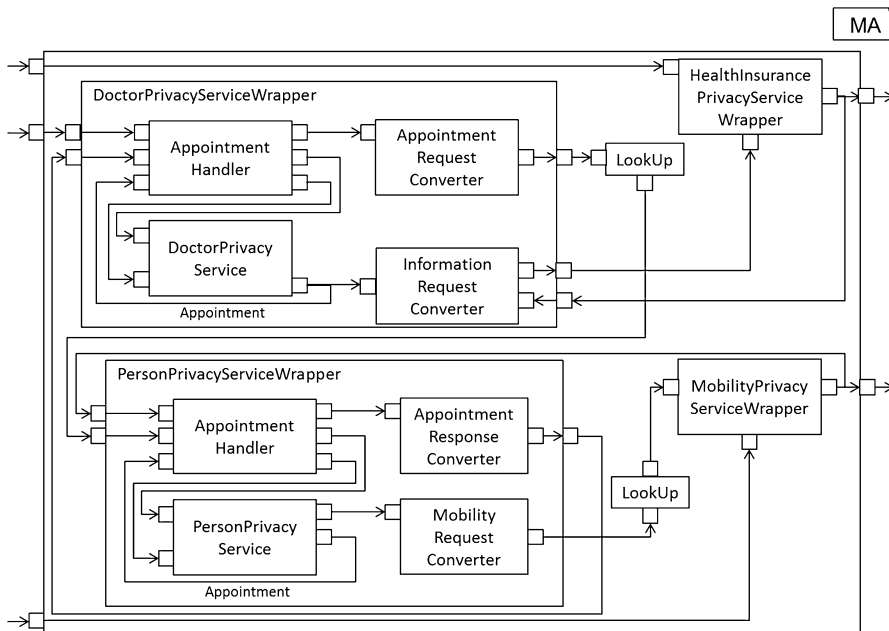 MA
HealthInsurance
PrivacyService
Wrapper
DoctorPrivacyServiceWrapper
Appointment
Handler
Appointment
Request
Converter
LookUp
DoctorPrivacy
Service
Information
Request
Converter
Appointment
PersonPrivacyServiceWrapper
MobilityPrivacy
ServiceWrapper
Appointment
Handler
Appointment
Response
Converter
LookUp
PersonPrivacy
Service
Mobility
Request
Converter
Appointment